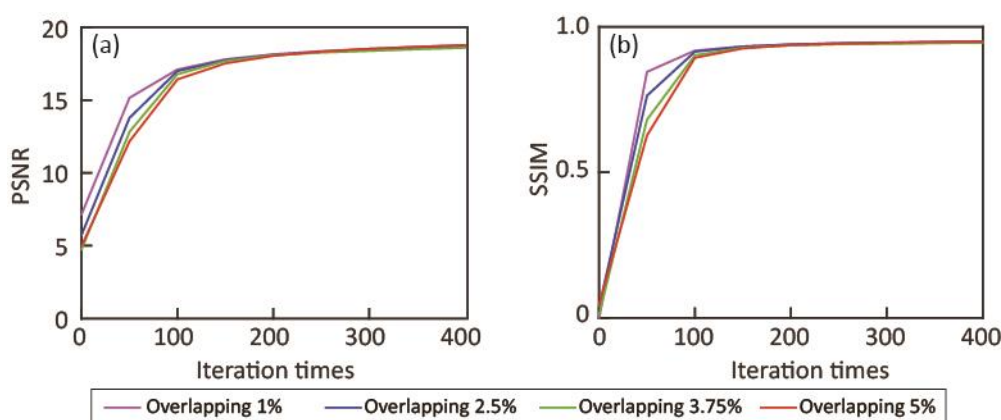 20
(a)
15
10
5
0
PSNR
0 100 200 300 400
Iteration times
1.0
(b)
0.5
0
SSIM
0 100 200 300 400
Iteration times
Overlapping 1% Overlapping 2.5% Overlapping 3.75% Overlapping 5%